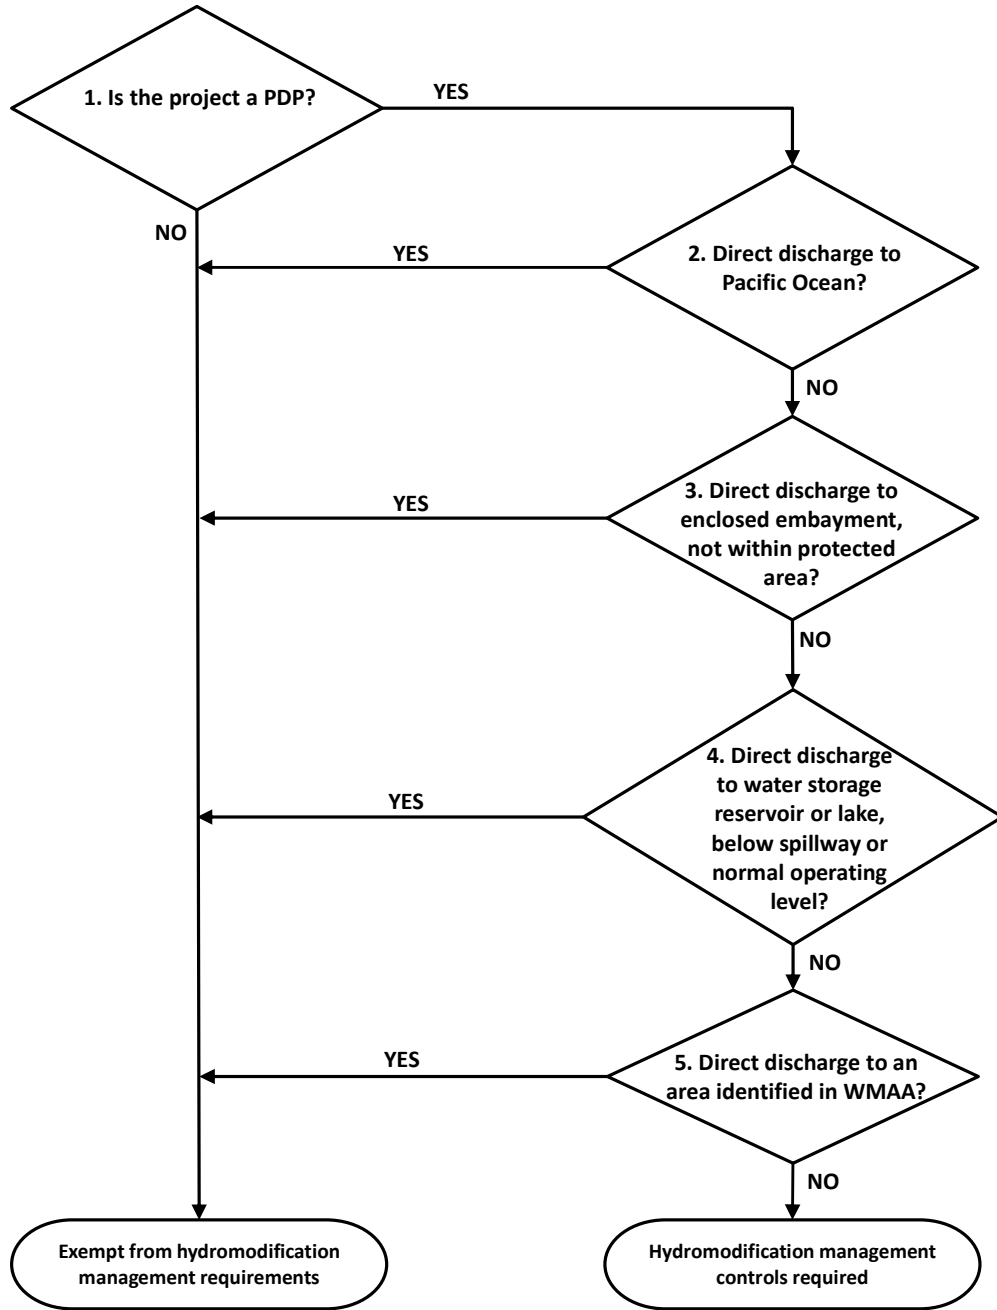 1. Is the project a PDP?
YES
NO
2. Direct discharge to
Pacific Ocean?
YES
NO
3. Direct discharge to
enclosed embayment,
not within protected
area?
YES
NO
4. Direct discharge
to water storage
reservoir or lake,
below spillway or
normal operating
level?
YES
NO
5. Direct discharge to an
area identified in WMAA?
YES
NO
Exempt from hydromodification
management requirements
Hydromodification management
controls required